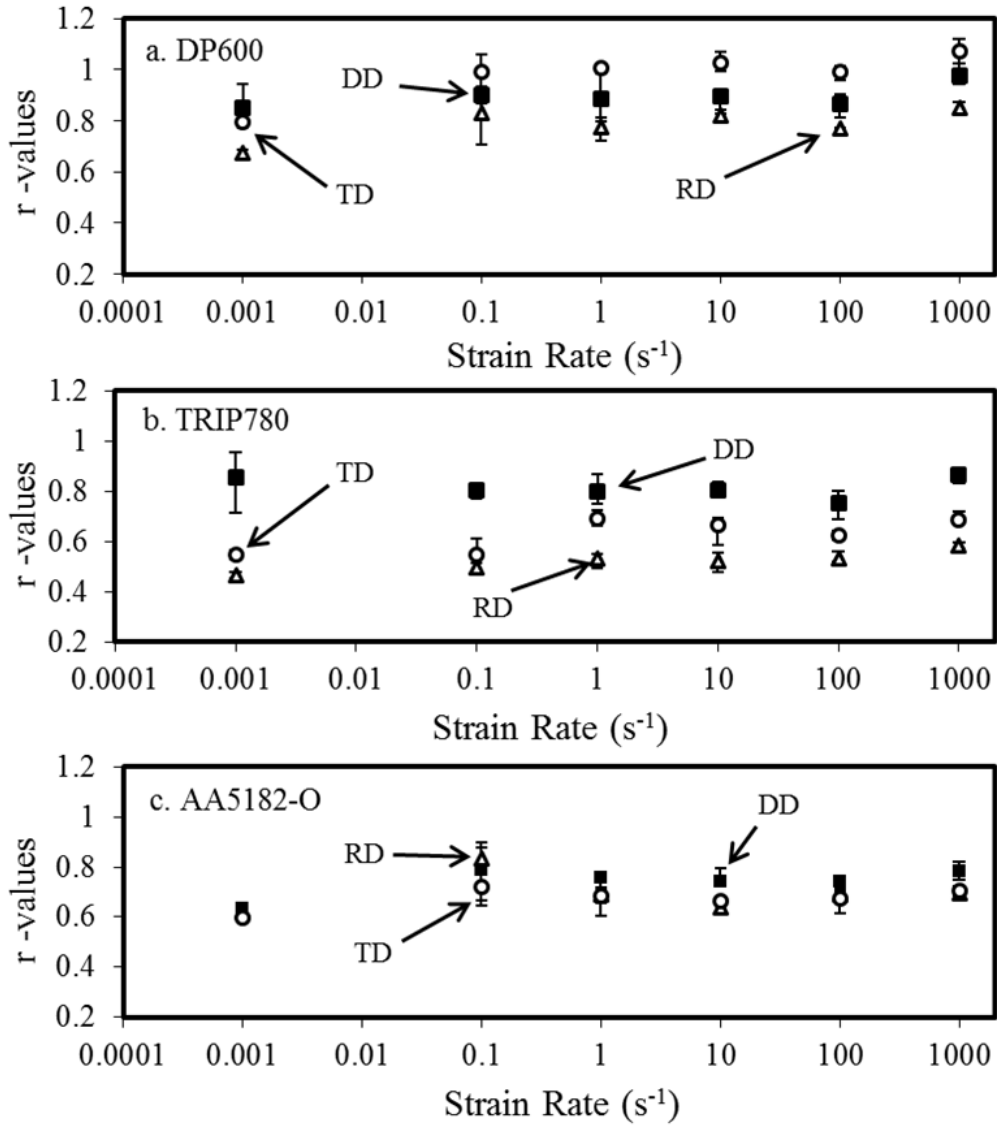 1.2
1
0.8
0.6
0.4
0.2
r -values
a. DP600
DD
TD
RD
0.0001 0.001 0.01 0.1 1 10 100 1000
Strain Rate (s⁻¹)
1.2
1
0.8
0.6
0.4
0.2
r -values
b. TRIP780
TD
DD
RD
0.0001 0.001 0.01 0.1 1 10 100 1000
Strain Rate (s⁻¹)
1.2
1
0.8
0.6
0.4
0.2
r -values
c. AA5182-O
RD
DD
TD
0.0001 0.001 0.01 0.1 1 10 100 1000
Strain Rate (s⁻¹)